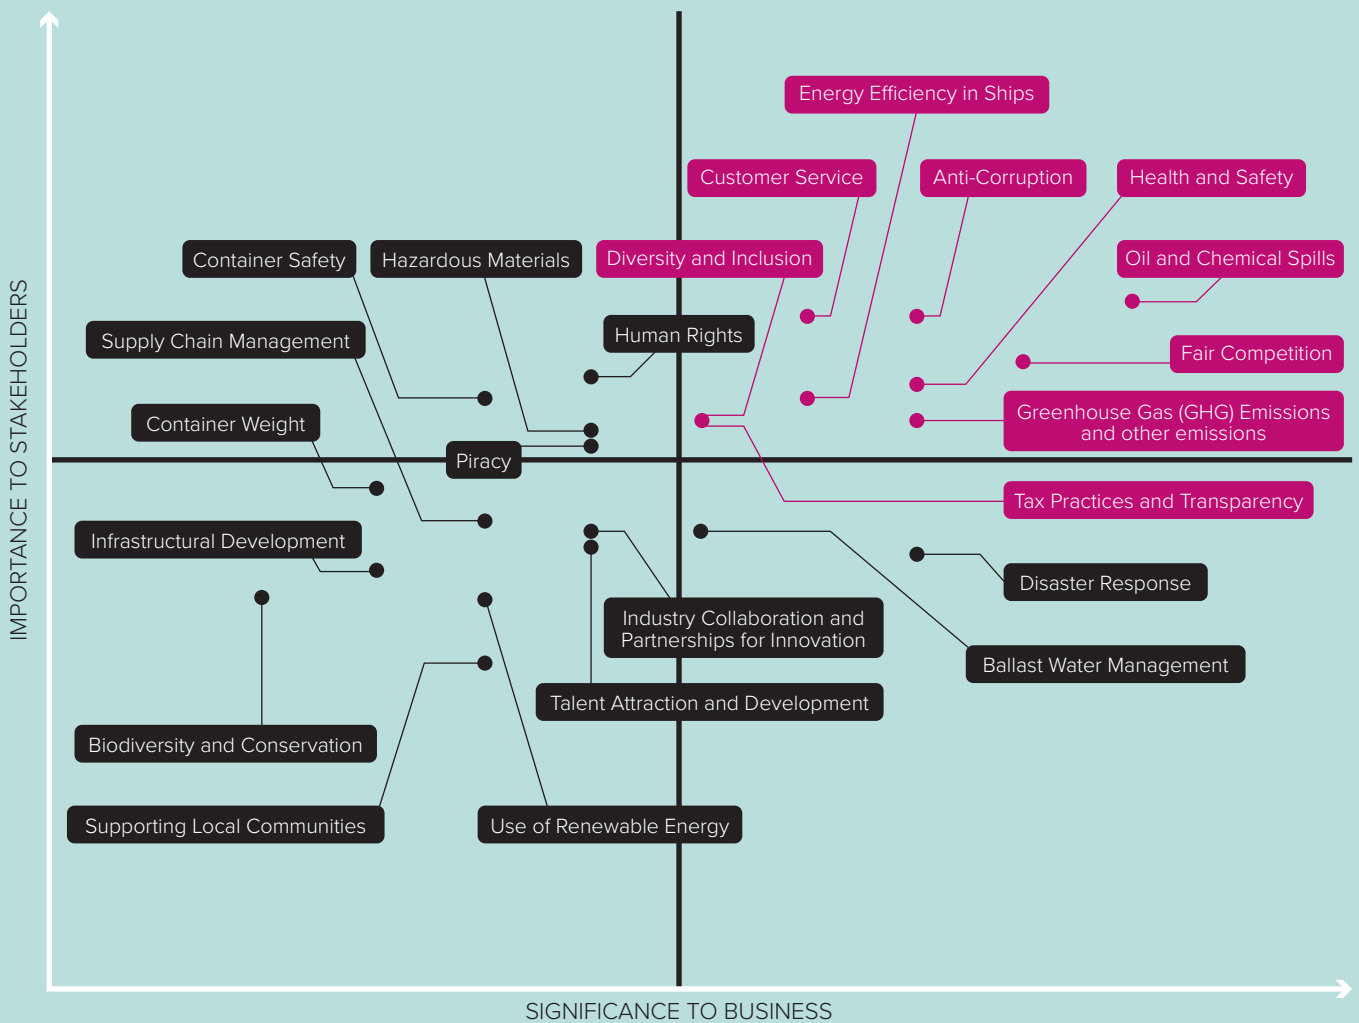 Energy Efficiency in Ships
Customer Service
Anti-Corruption
Health and Safety
Container Safety
Hazardous Materials
Diversity and Inclusion
Oil and Chemical Spills
Supply Chain Management
Human Rights
Fair Competition
Container Weight
Greenhouse Gas (GHG) Emissions
and other emissions
Piracy
Tax Practices and Transparency
Infrastructural Development
Disaster Response
Industry Collaboration and
Partnerships for Innovation
Ballast Water Management
Talent Attraction and Development
Biodiversity and Conservation
Supporting Local Communities
Use of Renewable Energy
IMPORTANCE TO STAKEHOLDERS
SIGNIFICANCE TO BUSINESS